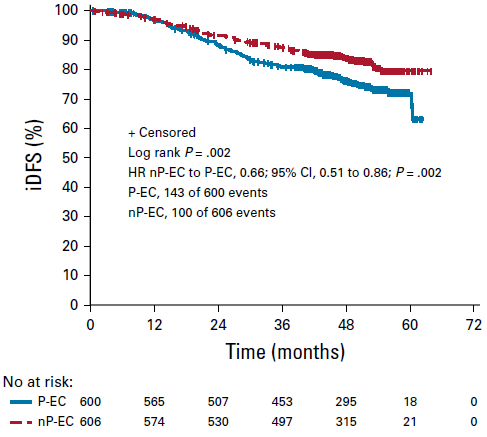 100
90
80
70
60
50
40
30
20
10
0
iDFS (%)
+ Censored
Log rank P = .002
HR nP-EC to P-EC, 0.66; 95% CI, 0.51 to 0.86; P = .002
P-EC, 143 of 600 events
nP-EC, 100 of 606 events
0 12 24 36 48 60 72
Time (months)
No at risk:
P-EC 600 565 507 453 295 18 0
nP-EC 606 574 530 497 315 21 0